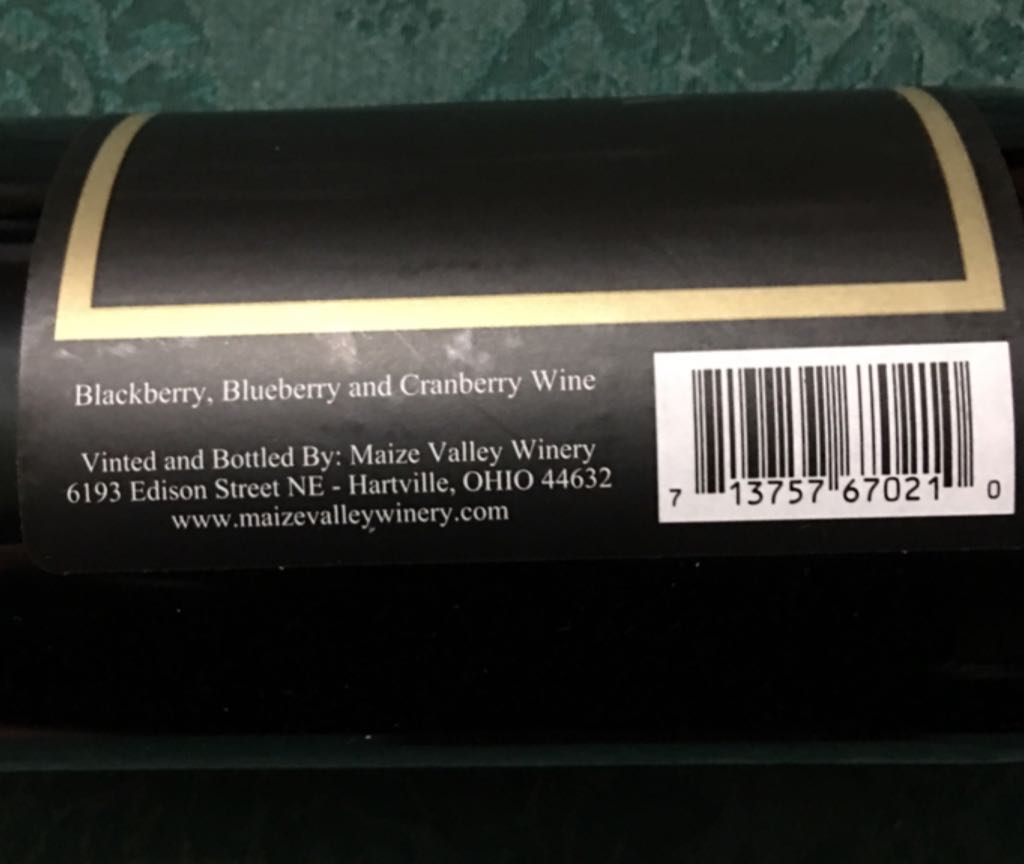 Blackberry, Blueberry and Cranberry Wine
Vinted and Bottled By: Maize Valley Winery
6193 Edison Street NE - Hartville, OHIO 44632
www.maizevalleywinery.com
7 13757 67021 0